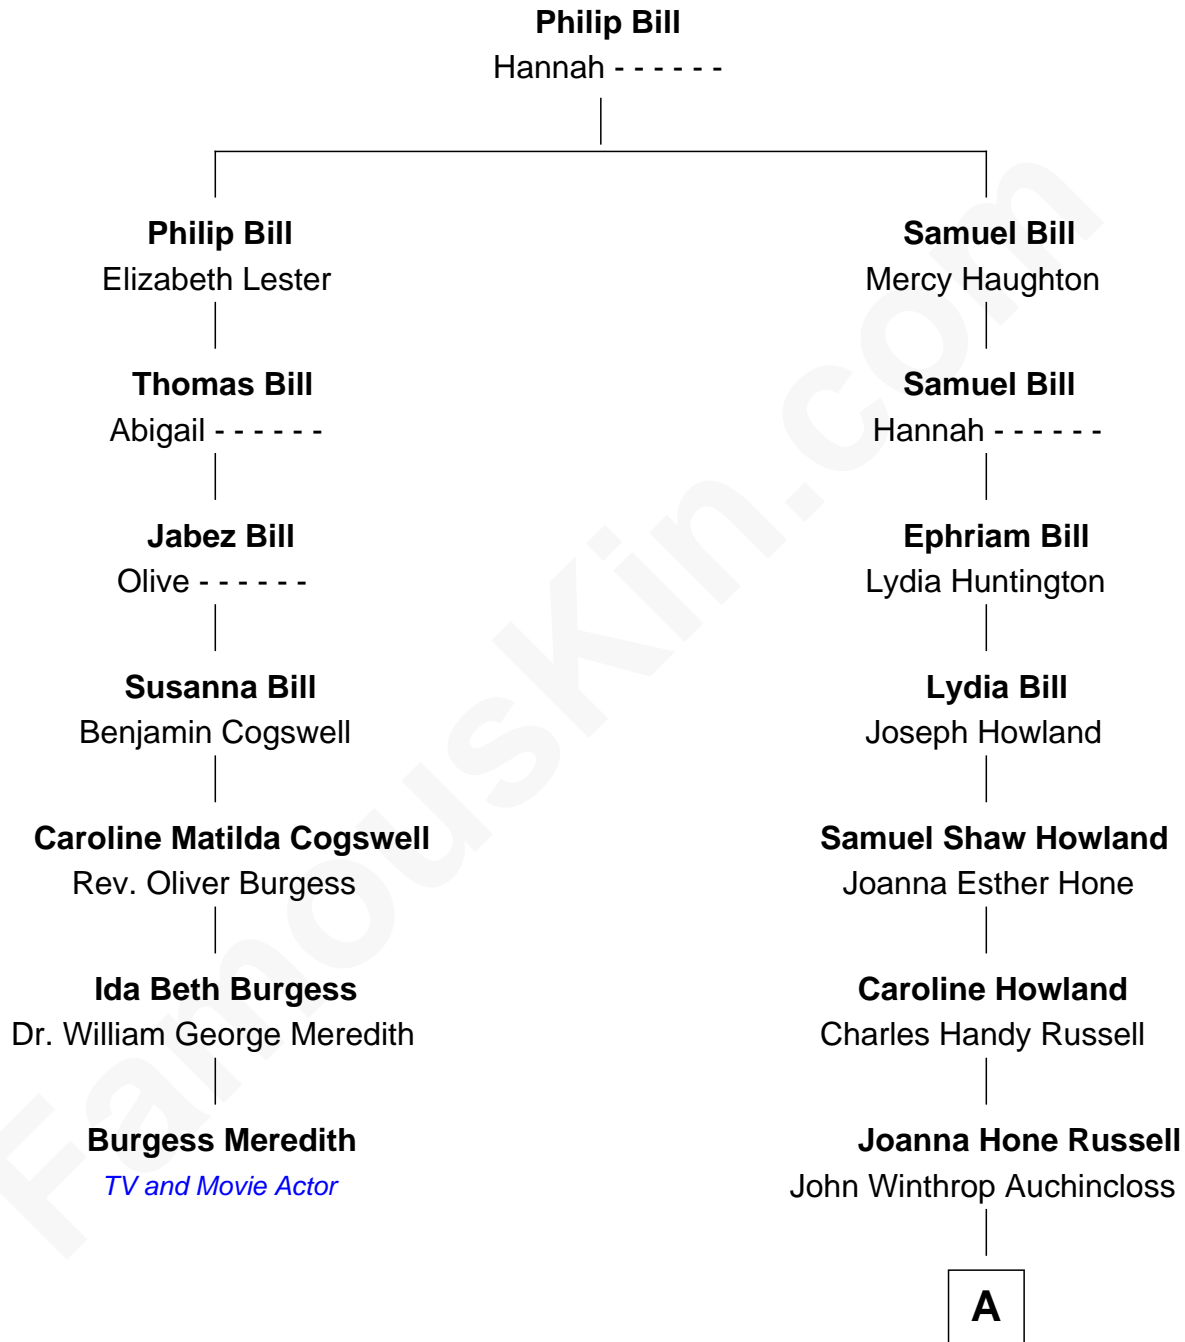 Philip Bill
Hannah - - - - - -
Philip Bill
Elizabeth Lester
Samuel Bill
Mercy Haughton
Thomas Bill
Abigail - - - - - -
Samuel Bill
Hannah - - - - - -
Jabez Bill
Olive - - - - - -
Ephriam Bill
Lydia Huntington
Susanna Bill
Benjamin Cogswell
Lydia Bill
Joseph Howland
Caroline Matilda Cogswell
Rev. Oliver Burgess
Samuel Shaw Howland
Joanna Esther Hone
Ida Beth Burgess
Dr. William George Meredith
Caroline Howland
Charles Handy Russell
Burgess Meredith
TV and Movie Actor
Joanna Hone Russell
John Winthrop Auchincloss
A
FamousKin.com